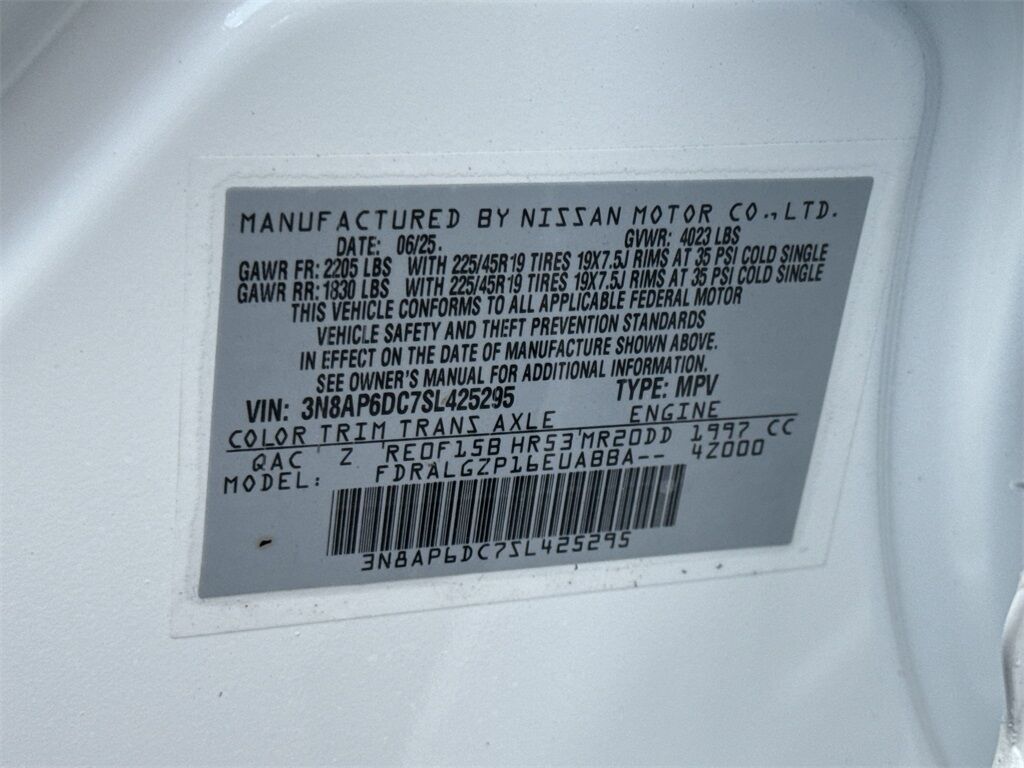 MANUFACTURED BY NISSAN MOTOR CO.,LTD.
DATE: 06/25. GVWR: 4023 LBS
GAWR FR: 2205 LBS WITH 225/45R19 TIRES 19X7.5J RIMS AT 35 PSI COLD SINGLE
GAWR RR: 1830 LBS WITH 225/45R19 TIRES 19X7.5J RIMS AT 35 PSI COLD SINGLE
THIS VEHICLE CONFORMS TO ALL APPLICABLE FEDERAL MOTOR
VEHICLE SAFETY AND THEFT PREVENTION STANDARDS
IN EFFECT ON THE DATE OF MANUFACTURE SHOWN ABOVE.
SEE OWNER'S MANUAL FOR ADDITIONAL INFORMATION.
VIN: 3N8AP6DC7SL425295 TYPE: MPV
COLOR TRIM TRANS AXLE ENGINE
QAC Z RE0F15B HR53 MR20DD 1997 CC
MODEL: FDRALGZP16EUABBA-- 4Z000
3N8AP6DC7SL425295